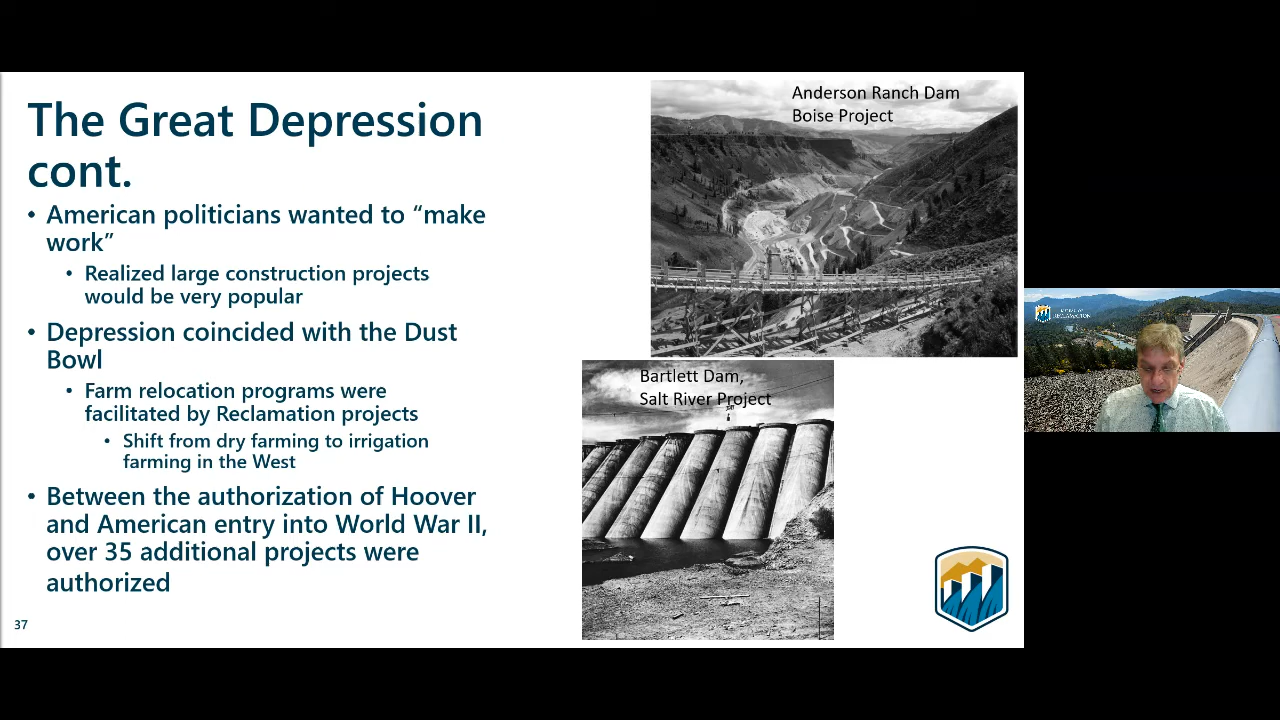 The Great Depression
cont.
• American politicians wanted to “make
work”
• Realized large construction projects
would be very popular
• Depression coincided with the Dust
Bowl
• Farm relocation programs were
facilitated by Reclamation projects
• Shift from dry farming to irrigation
farming in the West
• Between the authorization of Hoover
and American entry into World War II,
over 35 additional projects were
authorized
37
Anderson Ranch Dam
Boise Project
Bartlett Dam,
Salt River Project
RECLAMATION